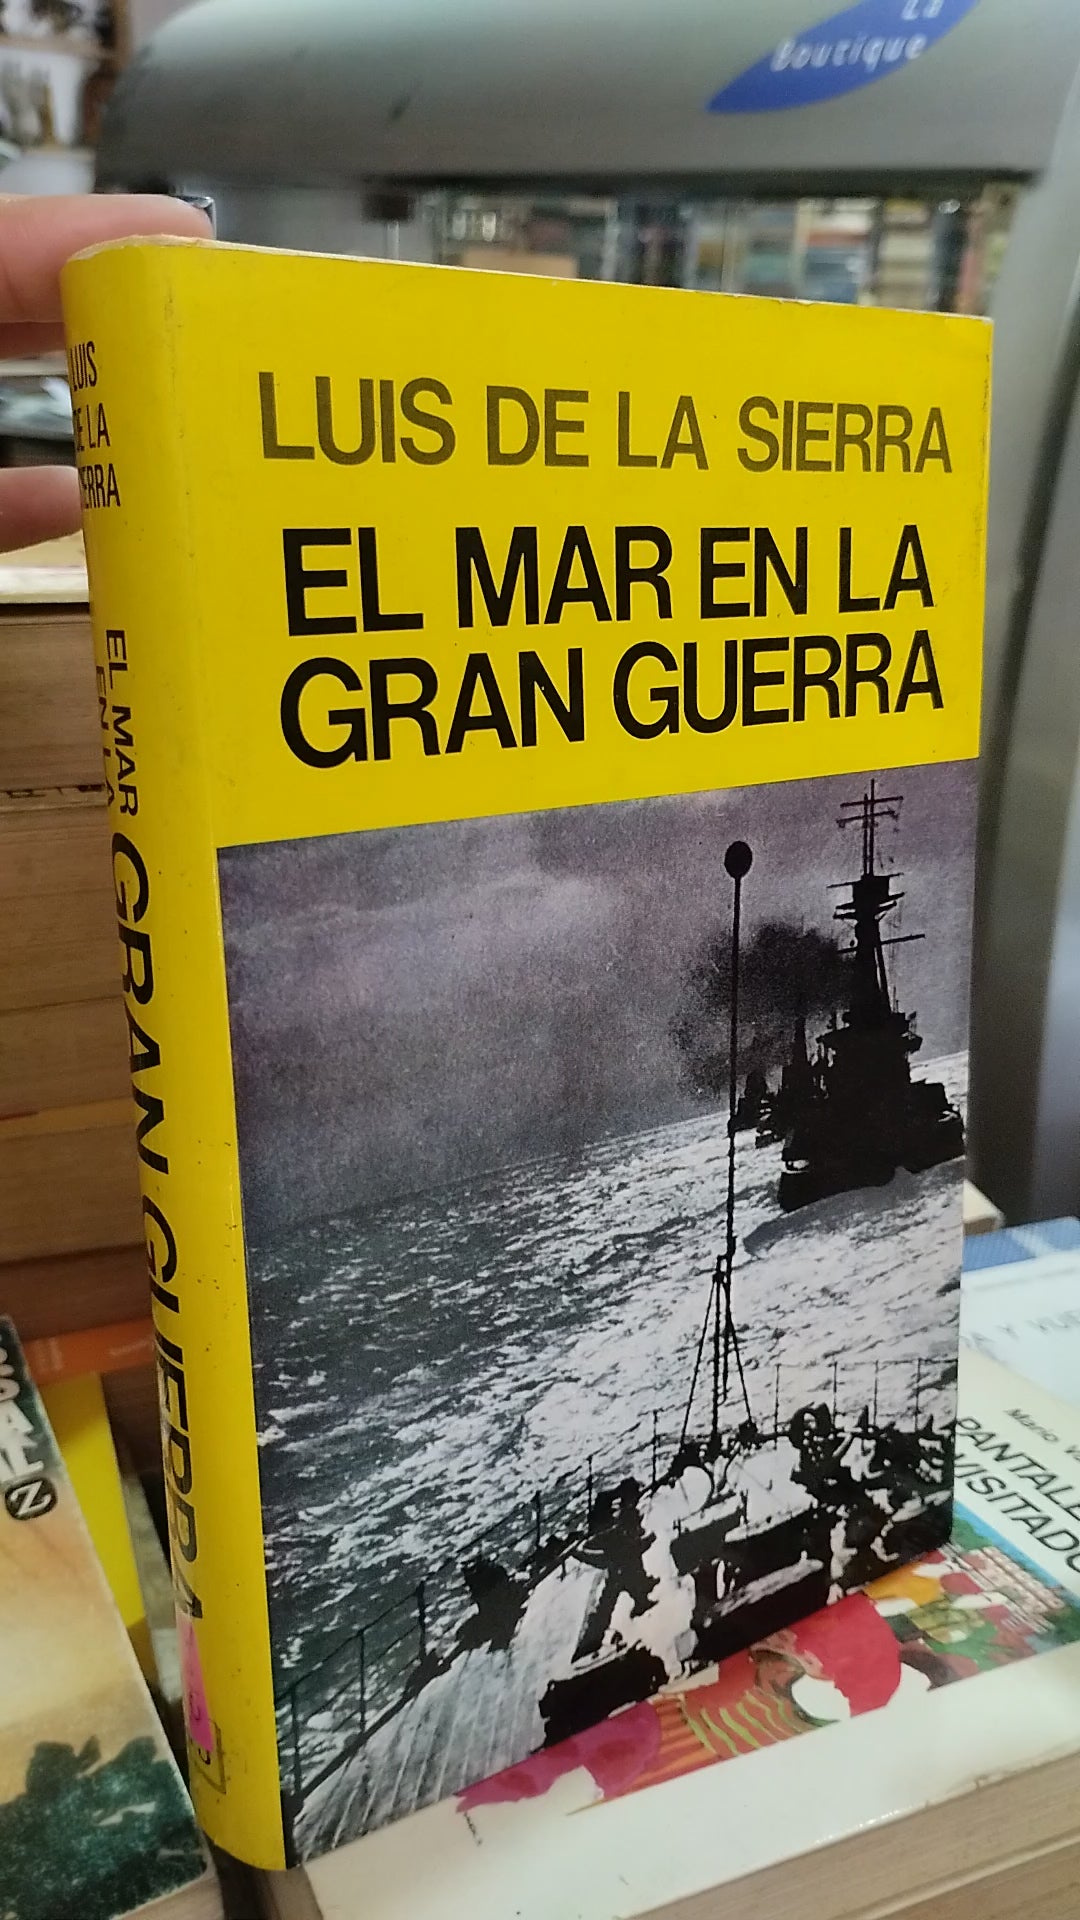 La
Boutique
LUIS DE LA SIERRA
EL MAR EN LA
GRAN GUERRA
LUIS
DE LA
EL MAR
EN LA
GRAN GUERRA
Mario